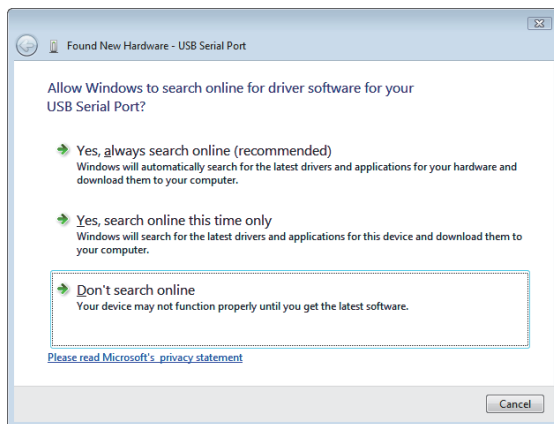 Found New Hardware - USB Serial Port
Allow Windows to search online for driver software for your
USB Serial Port?
Yes, always search online (recommended)
Windows will automatically search for the latest drivers and applications for your hardware and
download them to your computer.
Yes, search online this time only
Windows will search for the latest drivers and applications for this device and download them to
your computer.
Don't search online
Your device may not function properly until you get the latest software.
Please read Microsoft's privacy statement
Cancel